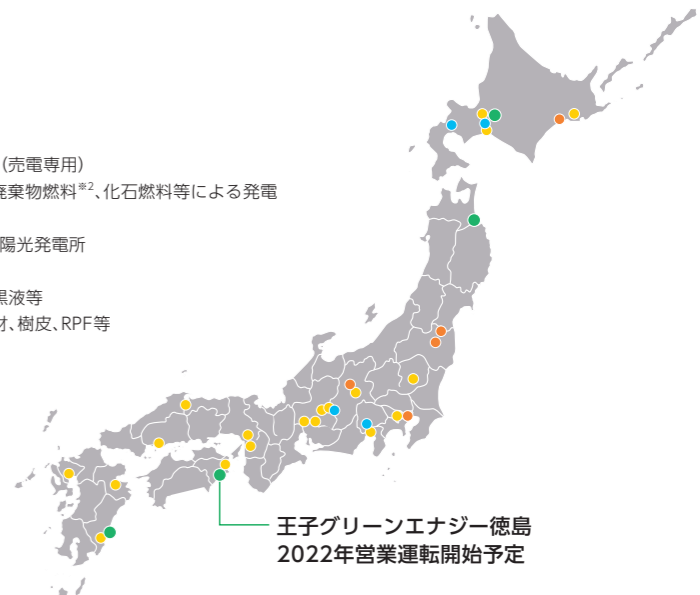 (売電専用)
廃棄物燃料※2、化石燃料等による発電
陽光発電所
黒液等
材、樹皮、RPF等
王子グリーンエナジー徳島
2022年営業運転開始予定